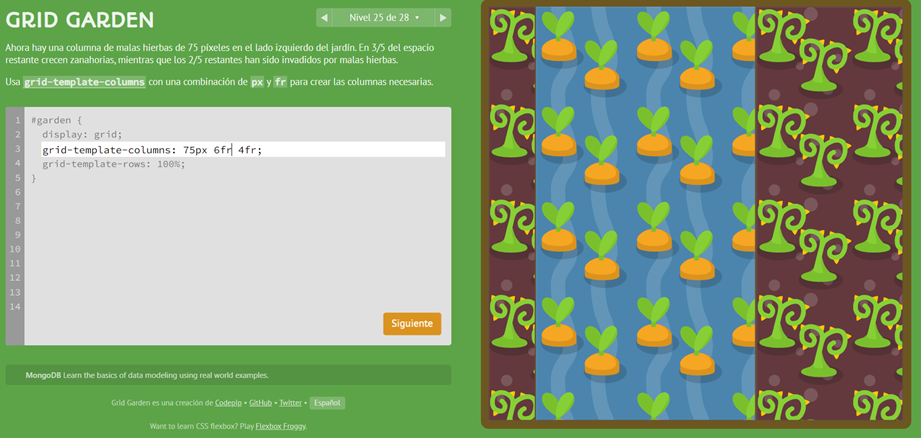 GRID GARDEN
Nivel 25 de 28
Ahora hay una columna de malas hierbas de 75 píxeles en el lado izquierdo del jardín. En 3/5 del espacio
restante crecen zanahorias, mientras que los 2/5 restantes han sido invadidos por malas hierbas.
Usa grid-template-columns con una combinación de px y fr para crear las columnas necesarias.
1 #garden {
2 display: grid;
3 grid-template-columns: 75px 6fr 4fr;
4 grid-template-rows: 100%;
5 }
6
7
8
9
10
11
12
13
14
Siguiente
MongoDB Learn the basics of data modeling using real world examples.
Grid Garden es una creación de Codepip • GitHub • Twitter • Español
Want to learn CSS flexbox? Play Flexbox Froggy.